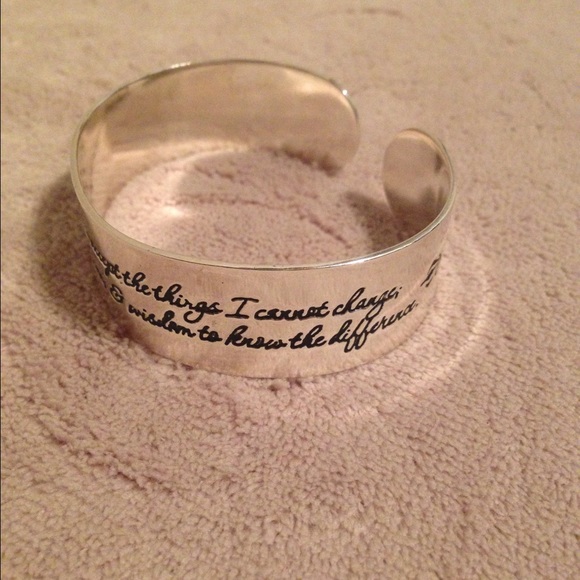 the things I cannot change;
& wisdom to know the difference.